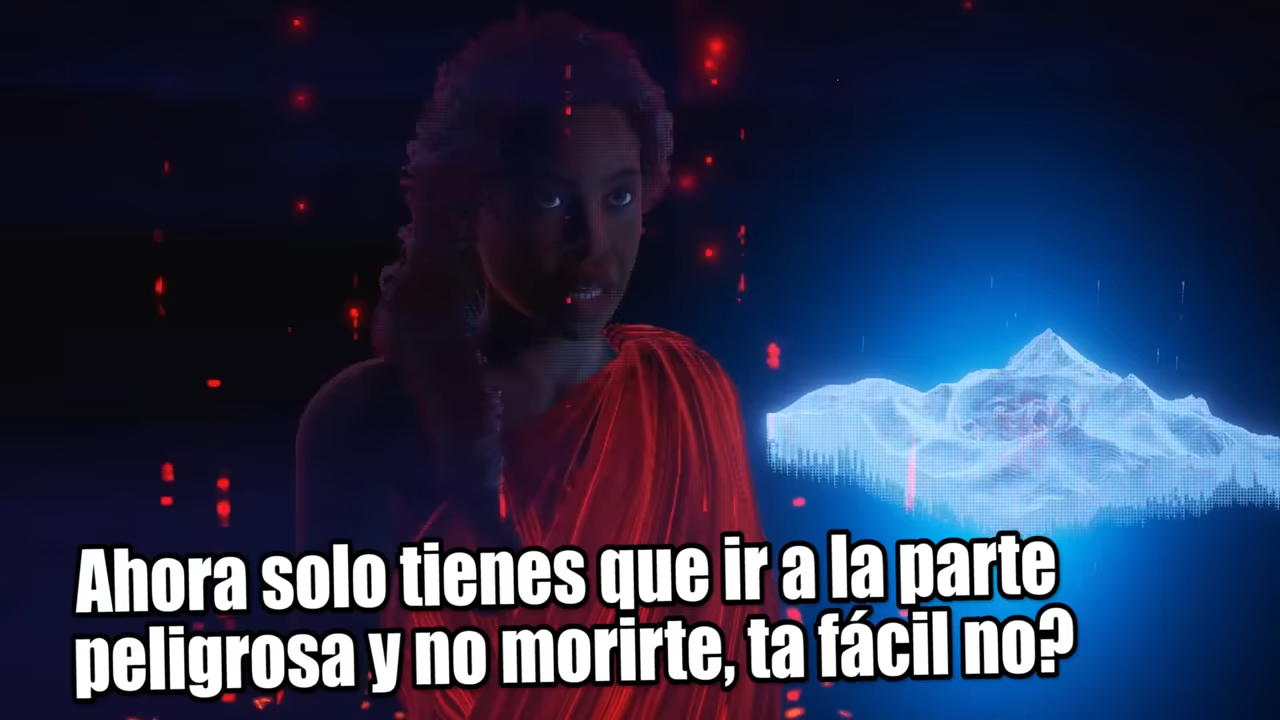 Ahora solo tienes que ir a la parte
peligrosa y no morirte, ta fácil no?